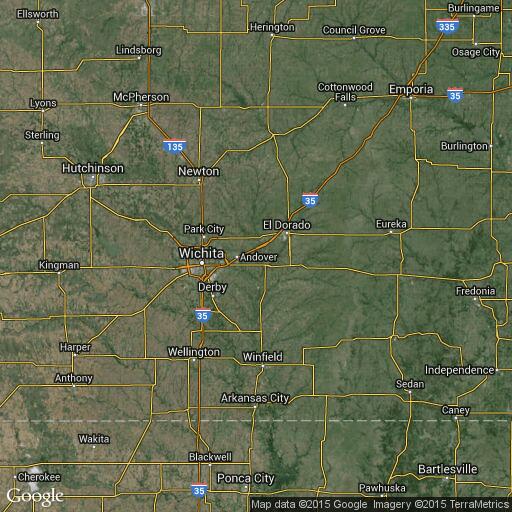 Ellsworth
Burlingame
Herington
335
Council Grove
Lindsborg
Osage City
Cottonwood
Falls
Emporia
35
Lyons
McPherson
Sterling
135
Burlington
Hutchinson
Newton
35
Park City
El Dorado
Eureka
Wichita
Andover
Kingman
Derby
Fredonia
35
Harper
Wellington
Winfield
Independence
Anthony
Sedan
Arkansas City
Caney
Wakita
Blackwell
Cherokee
Ponca City
Bartlesville
35
Pawhuska
Google
Map data ©2015 Google Imagery ©2015 TerraMetrics